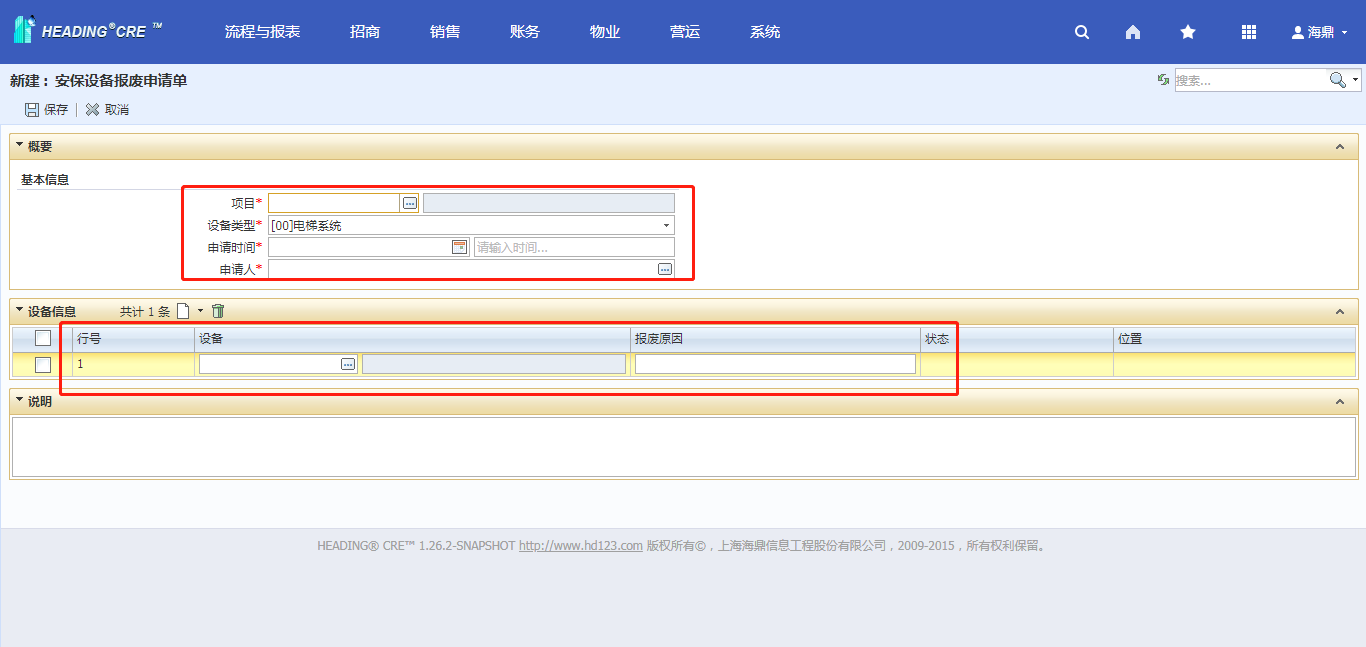 HEADING®CRE™ 流程与报表 招商 销售 账务 物业 营运 系统 海鼎
新建：安保设备报废申请单 搜索...
保存 取消
概要
基本信息
项目*
设备类型* [00]电梯系统
申请时间* 请输入时间...
申请人*
设备信息 共计 1 条
行号 设备 报废原因 状态 位置
1
说明
HEADING® CRE™ 1.26.2-SNAPSHOT http://www.hd123.com 版权所有©，上海海鼎信息工程股份有限公司，2009-2015，所有权利保留。